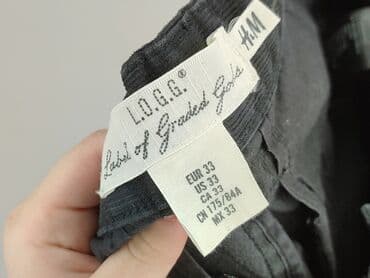 H&M
L.O.G.G.®
Label of Graded Goods
EUR 33
US 33
CA 33
CN 175/84A
MX 33